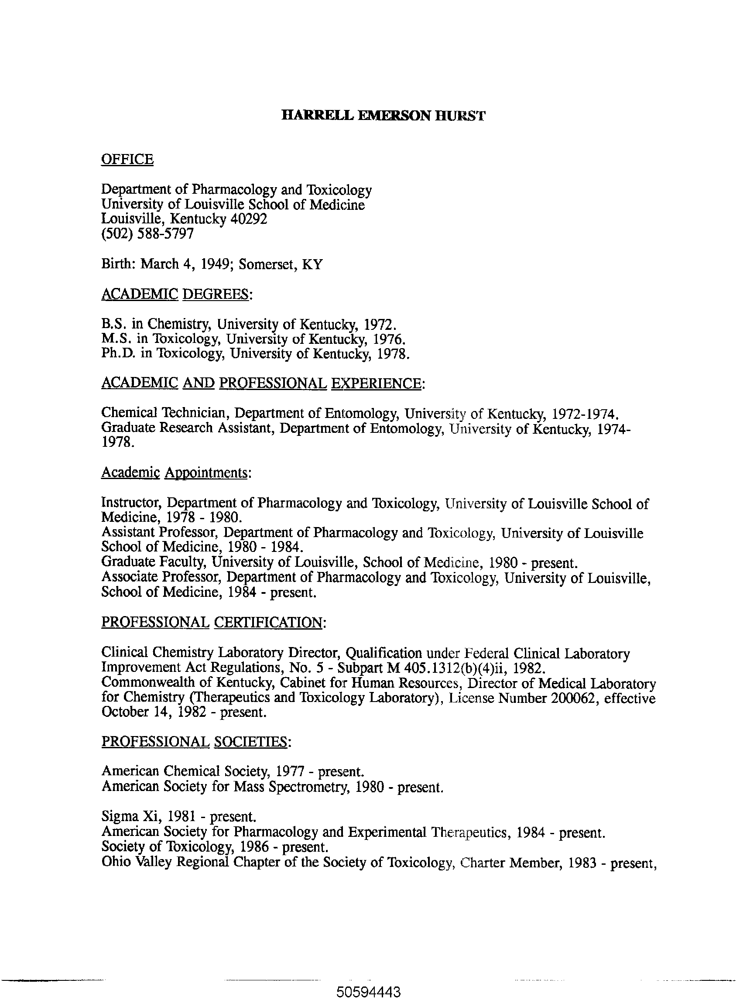 HARRELL EMERSON HURST
OFFICE
Department of Pharmacology and Toxicology
University of Louisville School of Medicine
Louisville, Kentucky 40292
(502) 588-5797
Birth: March 4, 1949; Somerset, KY
ACADEMIC DEGREES:
B.S. in Chemistry, University of Kentucky, 1972.
M.S. in Toxicology, University of Kentucky, 1976.
Ph.D. in Toxicology, University of Kentucky, 1978.
ACADEMIC AND PROFESSIONAL EXPERIENCE:
Chemical Technician, Department of Entomology, University of Kentucky, 1972-1974.
Graduate Research Assistant, Department of Entomology, University of Kentucky, 1974-
1978.
Academic Appointments:
Instructor, Department of Pharmacology and Toxicology, University of Louisville School of
Medicine, 1978 - 1980.
Assistant Professor, Department of Pharmacology and Toxicology, University of Louisville
School of Medicine, 1980 - 1984.
Graduate Faculty, University of Louisville, School of Medicine, 1980 - present.
Associate Professor, Department of Pharmacology and Toxicology, University of Louisville,
School of Medicine, 1984 - present.
PROFESSIONAL CERTIFICATION:
Clinical Chemistry Laboratory Director, Qualification under Federal Clinical Laboratory
Improvement Act Regulations, No. 5 - Subpart M 405.1312(b)(4)ii, 1982.
Commonwealth of Kentucky, Cabinet for Human Resources, Director of Medical Laboratory
for Chemistry (Therapeutics and Toxicology Laboratory), License Number 200062, effective
October 14, 1982 - present.
PROFESSIONAL SOCIETIES:
American Chemical Society, 1977 - present.
American Society for Mass Spectrometry, 1980 - present.
Sigma Xi, 1981 - present.
American Society for Pharmacology and Experimental Therapeutics, 1984 - present.
Society of Toxicology, 1986 - present.
Ohio Valley Regional Chapter of the Society of Toxicology, Charter Member, 1983 - present,
50594443